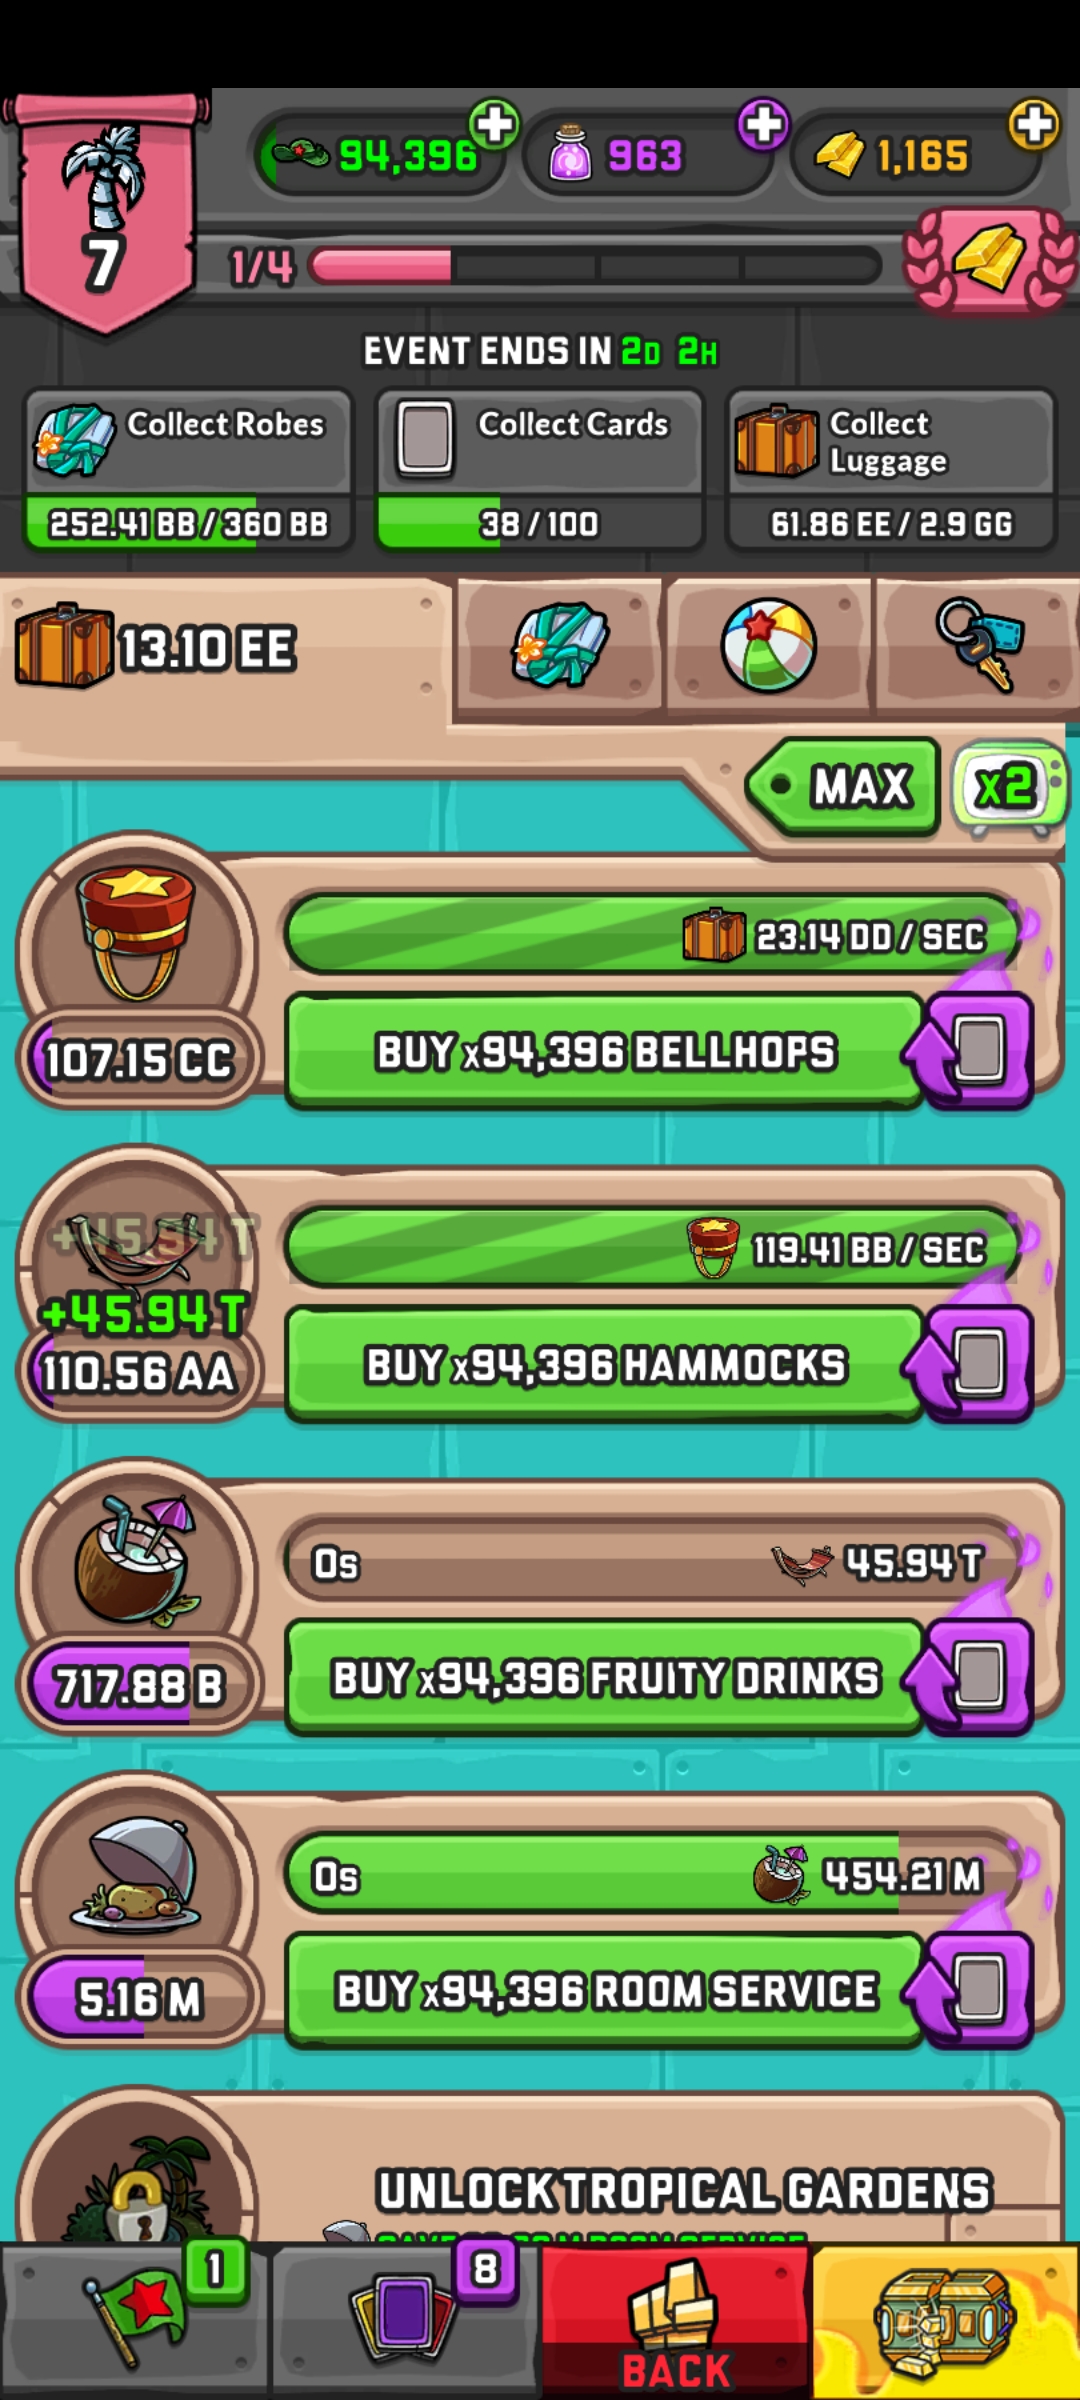 94,396
963
1,165
7
1/4
EVENT ENDS IN 2D 2H
Collect Robes
252.41 BB / 360 BB
Collect Cards
38 / 100
Collect
Luggage
61.86 EE / 2.9 GG
13.10 EE
MAX
x2
23.14 DD / SEC
107.15 CC
BUY x94,396 BELLHOPS
+45.94 T
119.41 BB / SEC
+45.94 T
110.56 AA
BUY x94,396 HAMMOCKS
0s
45.94 T
717.88 B
BUY x94,396 FRUITY DRINKS
0s
454.21 M
5.16 M
BUY x94,396 ROOM SERVICE
UNLOCK TROPICAL GARDENS
ROOM SERVICE
1
8
BACK